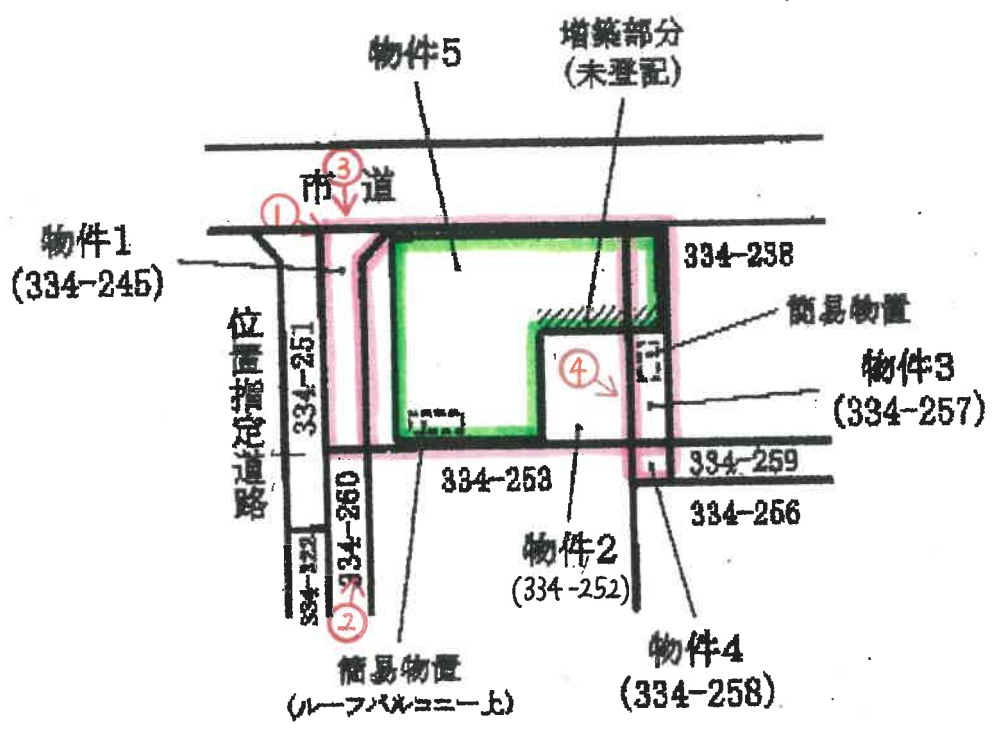 物件5
増築部分
(未登記)
市道
③
①
物件1
(334-245)
334-238
簡易物置
位置指定道路
334-251
④
物件3
(334-257)
334-253
334-259
334-256
334-260
334-322
②
物件2
(334-252)
物件4
(334-258)
簡易物置
(ルーフバルコニー上)